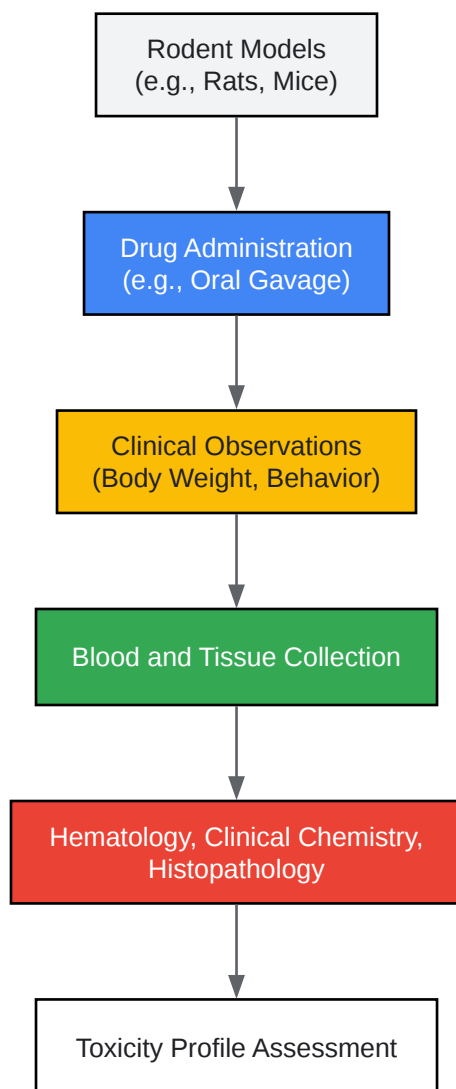 Rodent Models
(e.g., Rats, Mice)
Drug Administration
(e.g., Oral Gavage)
Clinical Observations
(Body Weight, Behavior)
Blood and Tissue Collection
Hematology, Clinical Chemistry,
Histopathology
Toxicity Profile Assessment